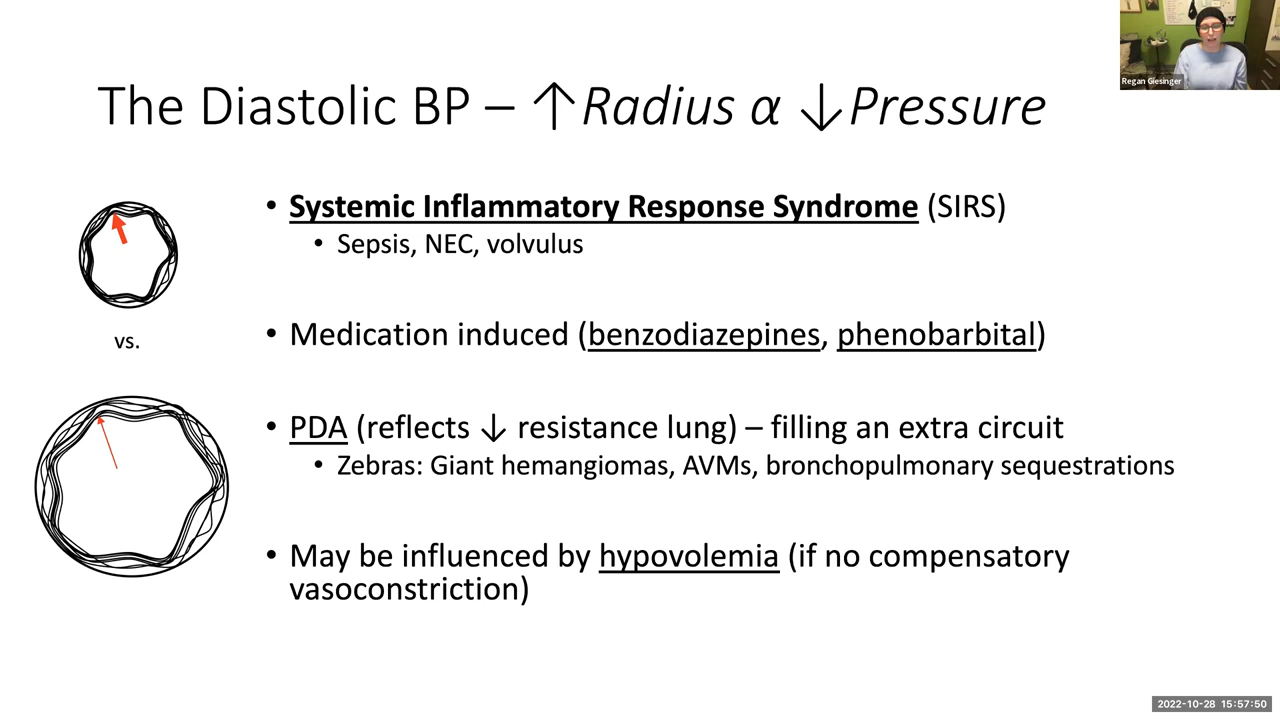 Regan Giesinger
The Diastolic BP – ↑Radius α ↓Pressure
• Systemic Inflammatory Response Syndrome (SIRS)
• Sepsis, NEC, volvulus
vs.
• Medication induced (benzodiazepines, phenobarbital)
• PDA (reflects ↓ resistance lung) – filling an extra circuit
• Zebras: Giant hemangiomas, AVMs, bronchopulmonary sequestrations
• May be influenced by hypovolemia (if no compensatory
vasoconstriction)
2022-10-28 15:57:50